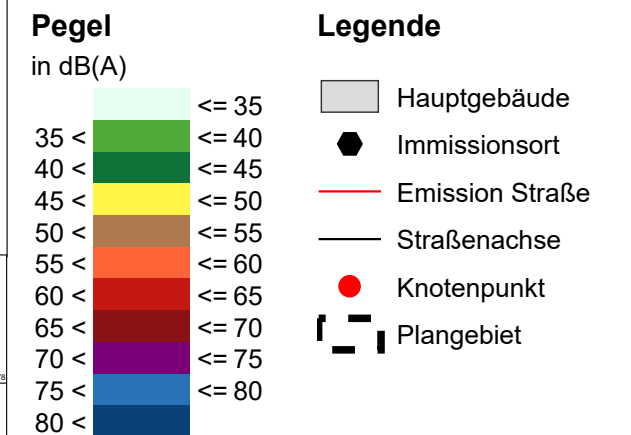 Pegel
in dB(A)
<= 35
35 < <= 40
40 < <= 45
45 < <= 50
50 < <= 55
55 < <= 60
60 < <= 65
65 < <= 70
70 < <= 75
75 < <= 80
80 <
Legende
Hauptgebäude
Immissionsort
Emission Straße
Straßenachse
Knotenpunkt
Plangebiet